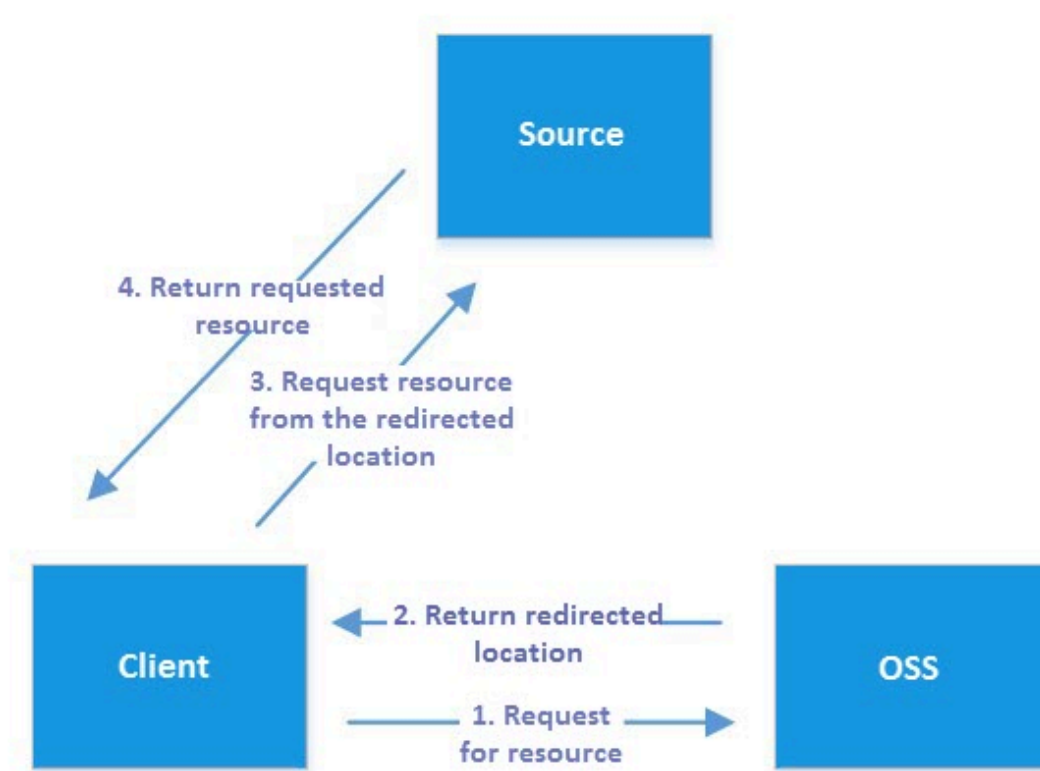 Source
4. Return requested
resource
3. Request resource
from the redirected
location
Client
2. Return redirected
location
OSS
1. Request
for resource